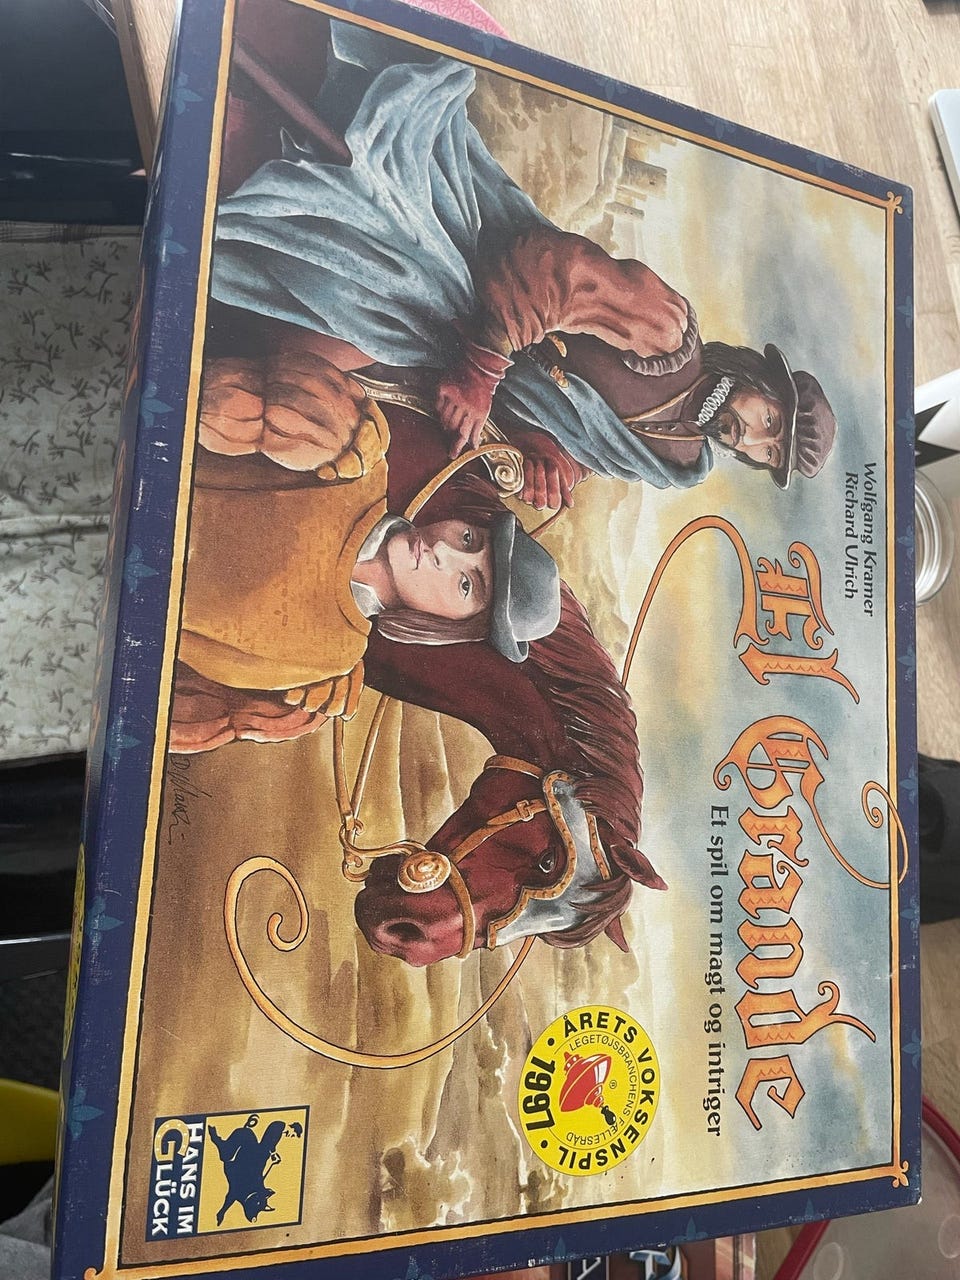 Wolfgang Kramer
Richard Ulrich
El Grande
Et spil om magt og intriger
ÅRETS VOKSENSPIL • 1997 •
LEGETØJSBRANCHENS FÆLLESRÅD
®
HANS IM
GLÜCK